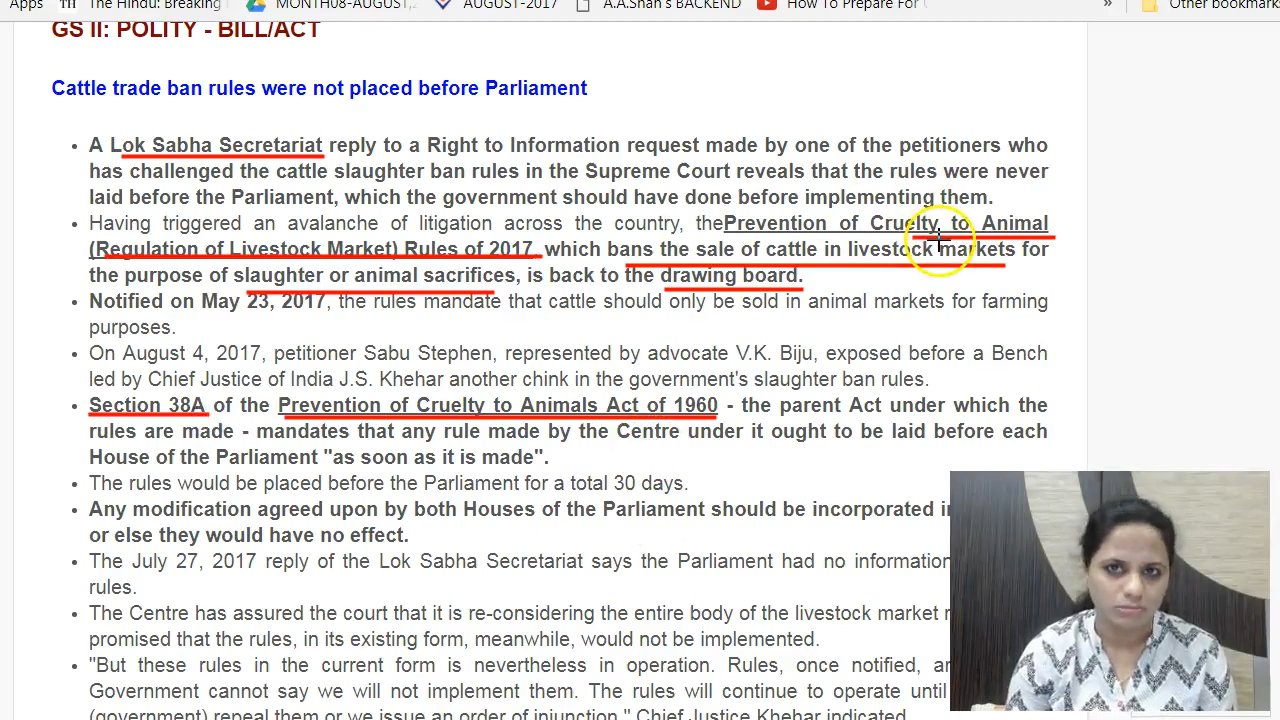 Apps TH The Hindu: Breaking MONTH08-AUGUST, AUGUST-2017 A.A.Shah's BACKEND How To Prepare For » Other bookmarks
GS II: POLITY - BILL/ACT
Cattle trade ban rules were not placed before Parliament
• A Lok Sabha Secretariat reply to a Right to Information request made by one of the petitioners who
has challenged the cattle slaughter ban rules in the Supreme Court reveals that the rules were never
laid before the Parliament, which the government should have done before implementing them.
• Having triggered an avalanche of litigation across the country, thePrevention of Cruelty to Animal
(Regulation of Livestock Market) Rules of 2017, which bans the sale of cattle in livestock markets for
the purpose of slaughter or animal sacrifices, is back to the drawing board.
• Notified on May 23, 2017, the rules mandate that cattle should only be sold in animal markets for farming
purposes.
• On August 4, 2017, petitioner Sabu Stephen, represented by advocate V.K. Biju, exposed before a Bench
led by Chief Justice of India J.S. Khehar another chink in the government's slaughter ban rules.
• Section 38A of the Prevention of Cruelty to Animals Act of 1960 - the parent Act under which the
rules are made - mandates that any rule made by the Centre under it ought to be laid before each
House of the Parliament "as soon as it is made".
• The rules would be placed before the Parliament for a total 30 days.
• Any modification agreed upon by both Houses of the Parliament should be incorporated
or else they would have no effect.
• The July 27, 2017 reply of the Lok Sabha Secretariat says the Parliament had no information
rules.
• The Centre has assured the court that it is re-considering the entire body of the livestock market
promised that the rules, in its existing form, meanwhile, would not be implemented.
• "But these rules in the current form is nevertheless in operation. Rules, once notified,
Government cannot say we will not implement them. The rules will continue to operate until
(government) repeal them or we issue an order of injunction," Chief Justice Khehar indicated